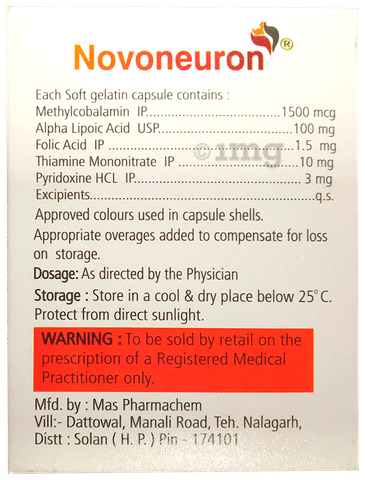 Novoneuron®
Each Soft gelatin capsule contains :
Methylcobalamin IP.................................1500 mcg
Alpha Lipoic Acid USP.................................100 mg
Folic Acid IP.................................1.5 mg
Thiamine Mononitrate IP.................................10 mg
Pyridoxine HCL IP.................................3 mg
Excipients.................................q.s.
©1mg
Approved colours used in capsule shells.
Appropriate overages added to compensate for loss
on storage.
Dosage: As directed by the Physician
Storage : Store in a cool & dry place below 25°C.
Protect from direct sunlight.
WARNING : To be sold by retail on the
prescription of a Registered Medical
Practitioner only.
Mfd. by : Mas Pharmachem
Vill:- Dattowal, Manali Road, Teh. Nalagarh,
Distt : Solan ( H. P. ) Pin - 174101